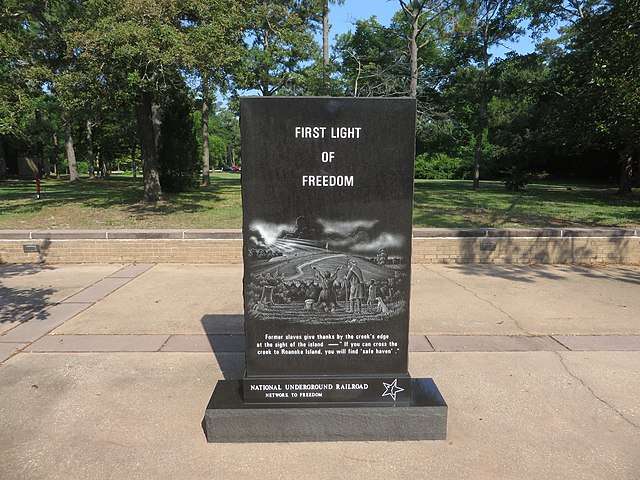 FIRST LIGHT
OF
FREEDOM
Former slaves give thanks by the creek's edge
at the sight of the island — "If you can cross the
creek to Roanoke Island, you will find 'safe haven'.
NATIONAL UNDERGROUND RAILROAD
NETWORK TO FREEDOM